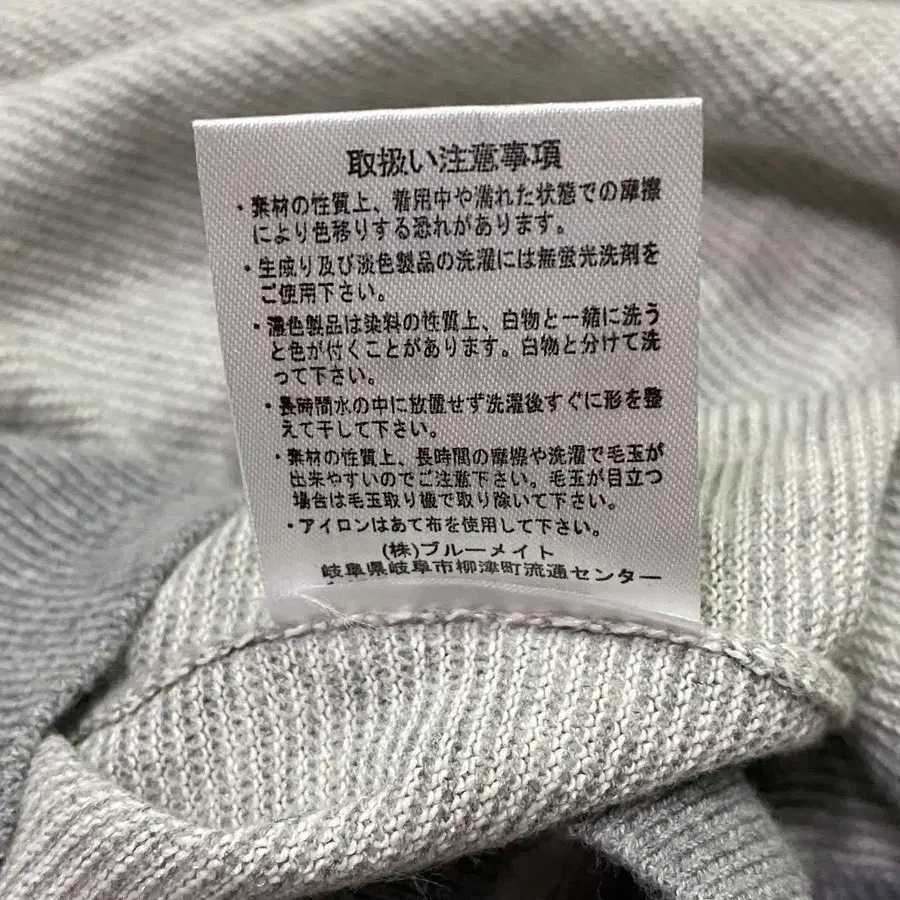 取扱い注意事項
・素材の性質上、着用中や濡れた状態での摩擦
により色移りする恐れがあります。
・生成り及び淡色製品の洗濯には無蛍光洗剤を
ご使用下さい。
・濃色製品は染料の性質上、白物と一緒に洗う
と色が付くことがあります。白物と分けて洗
って下さい。
・長時間水の中に放置せず洗濯後すぐに形を整
えて干して下さい。
・素材の性質上、長時間の摩擦や洗濯で毛玉が
出来やすいのでご注意下さい。毛玉が目立つ
場合は毛玉取り機で取り除いて下さい。
・アイロンはあて布を使用して下さい。
(株)ブルーメイト
岐阜県岐阜市柳津町流通センター